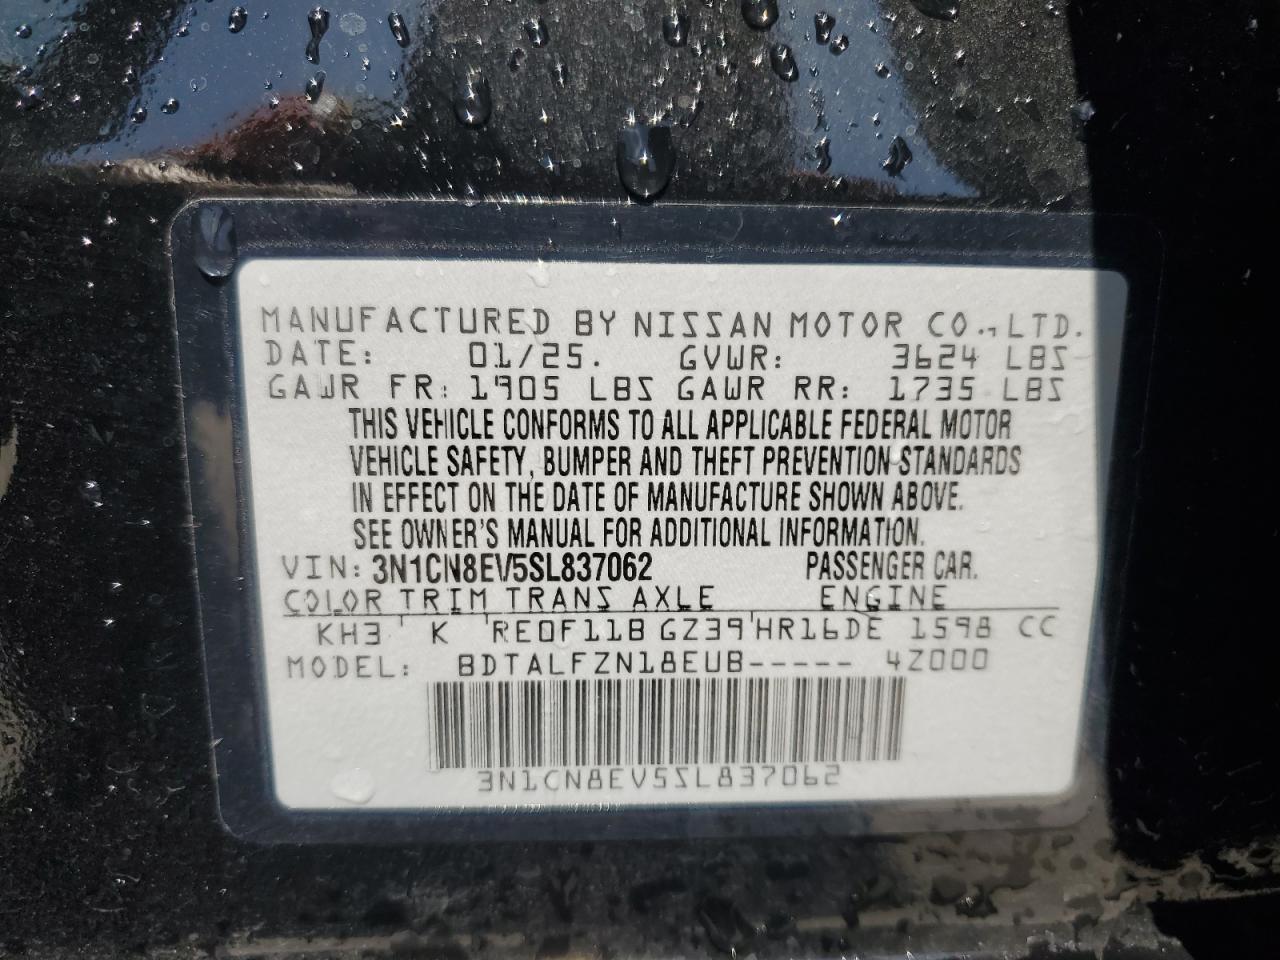 MANUFACTURED BY NISSAN MOTOR CO., LTD.
DATE: 01/25. GVWR: 3624 LBS
GAWR FR: 1905 LBS GAWR RR: 1735 LBS
THIS VEHICLE CONFORMS TO ALL APPLICABLE FEDERAL MOTOR
VEHICLE SAFETY, BUMPER AND THEFT PREVENTION STANDARDS
IN EFFECT ON THE DATE OF MANUFACTURE SHOWN ABOVE.
SEE OWNER'S MANUAL FOR ADDITIONAL INFORMATION.
VIN: 3N1CN8EV5SL837062 PASSENGER CAR.
COLOR TRIM TRANS AXLE ENGINE
KH3 K RE0F11B GZ39 HR16DE 1598 CC
MODEL: BDTALFZN18EUB----- 4Z000
3N1CN8EV5SL837062